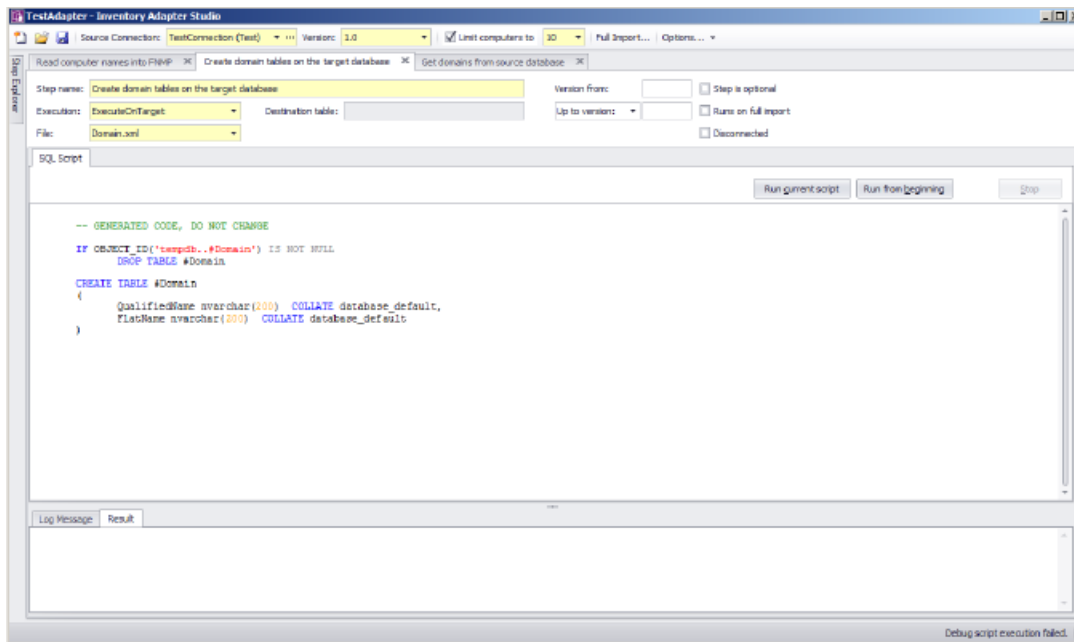 TestAdapter - Inventory Adapter Studio
Source Connection: TestConnection (Test) ... Version: 1.0 Limit computers to 10 Full Import... Options...
Step Explorer
Read computer names into FNMP Create domain tables on the target database Get domains from source database
Step name: Create domain tables on the target database Version from: Step is optional
Execution: ExecuteOnTarget Destination table: Up to version: Runs on full import
File: Domain.xml Disconnected
SQL Script
Run current script Run from beginning Stop
-- GENERATED CODE, DO NOT CHANGE
IF OBJECT_ID('tempdb..#Domain') IS NOT NULL
DROP TABLE #Domain
CREATE TABLE #Domain
(
QualifiedName nvarchar(200) COLLATE database_default,
FlatName nvarchar(200) COLLATE database_default
)
Log Message Result
Debug script execution failed.